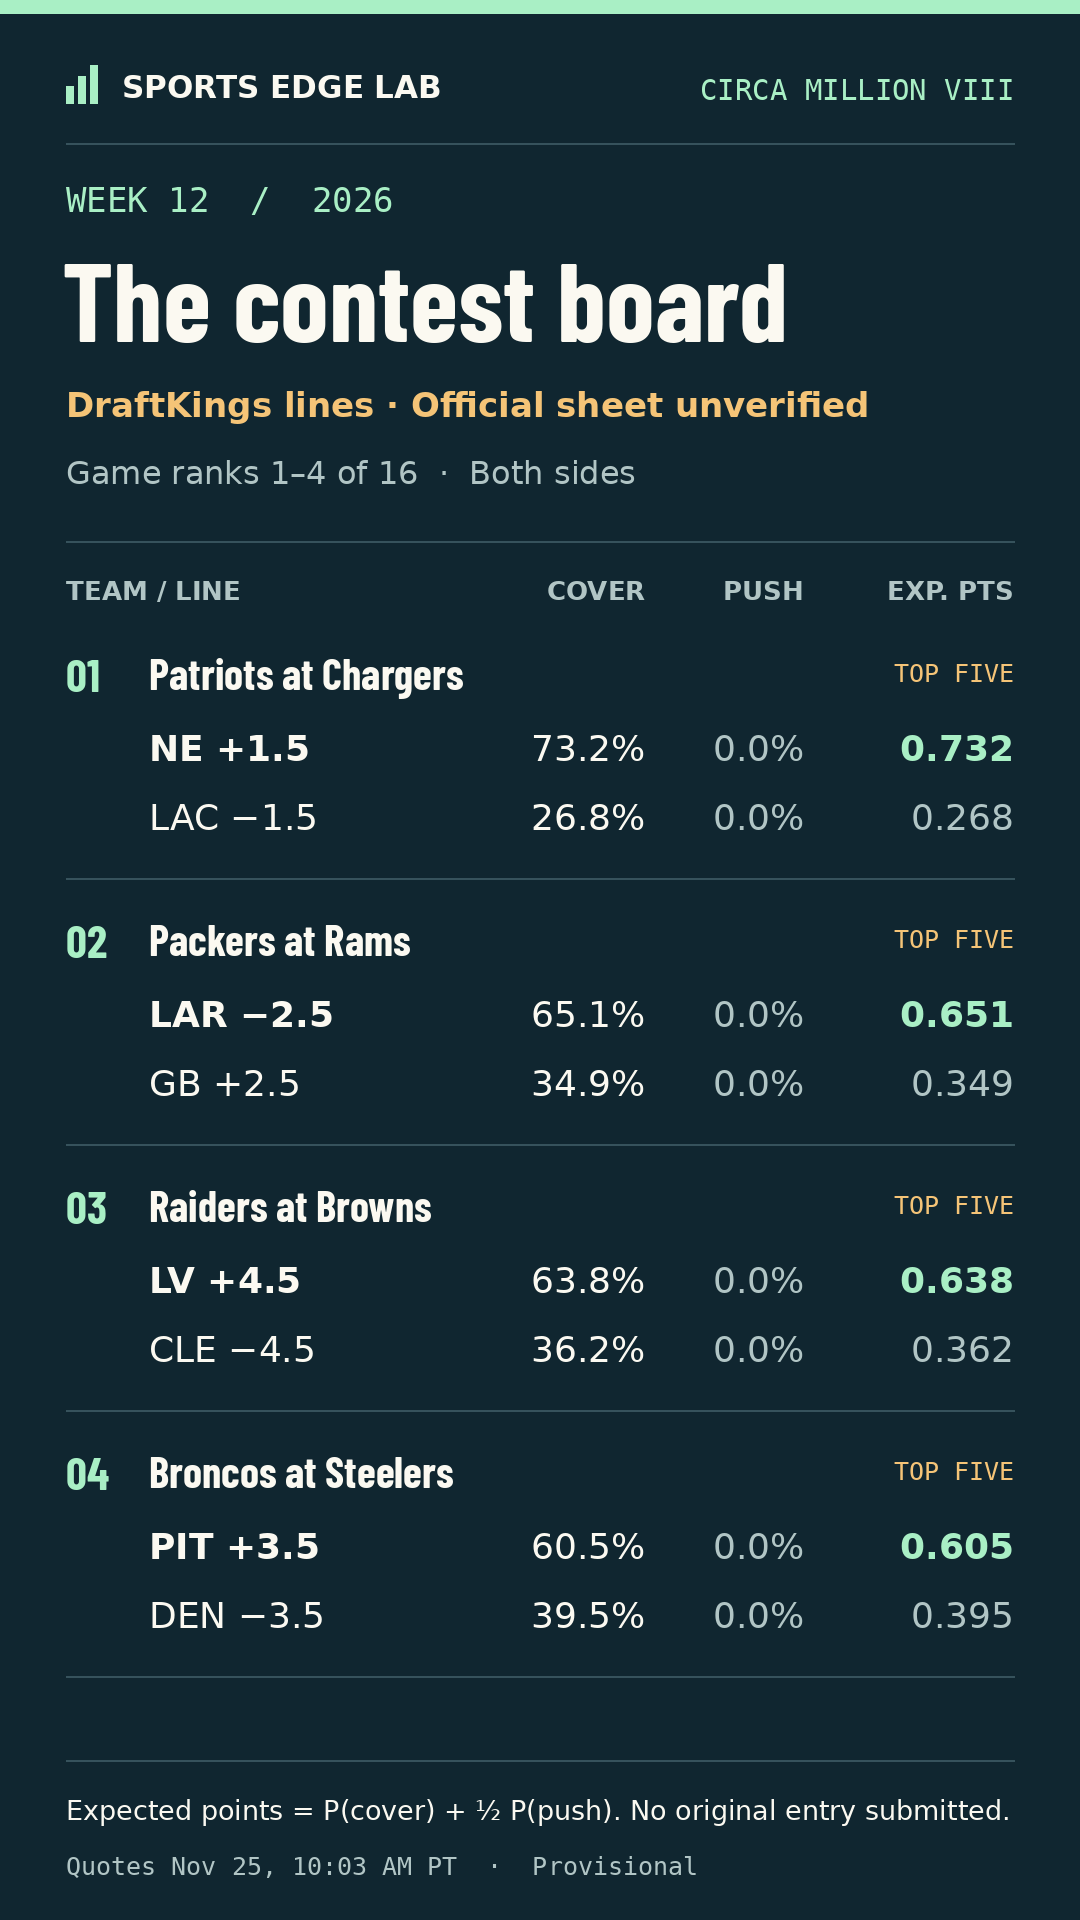 SPORTS EDGE LAB CIRCA MILLION VIII
WEEK 12 / 2026
The contest board
DraftKings lines · Official sheet unverified
Game ranks 1–4 of 16 · Both sides
TEAM / LINE COVER PUSH EXP. PTS
01 Patriots at Chargers TOP FIVE
NE +1.5 73.2% 0.0% 0.732
LAC −1.5 26.8% 0.0% 0.268
02 Packers at Rams TOP FIVE
LAR −2.5 65.1% 0.0% 0.651
GB +2.5 34.9% 0.0% 0.349
03 Raiders at Browns TOP FIVE
LV +4.5 63.8% 0.0% 0.638
CLE −4.5 36.2% 0.0% 0.362
04 Broncos at Steelers TOP FIVE
PIT +3.5 60.5% 0.0% 0.605
DEN −3.5 39.5% 0.0% 0.395
Expected points = P(cover) + ½ P(push). No original entry submitted.
Quotes Nov 25, 10:03 AM PT · Provisional